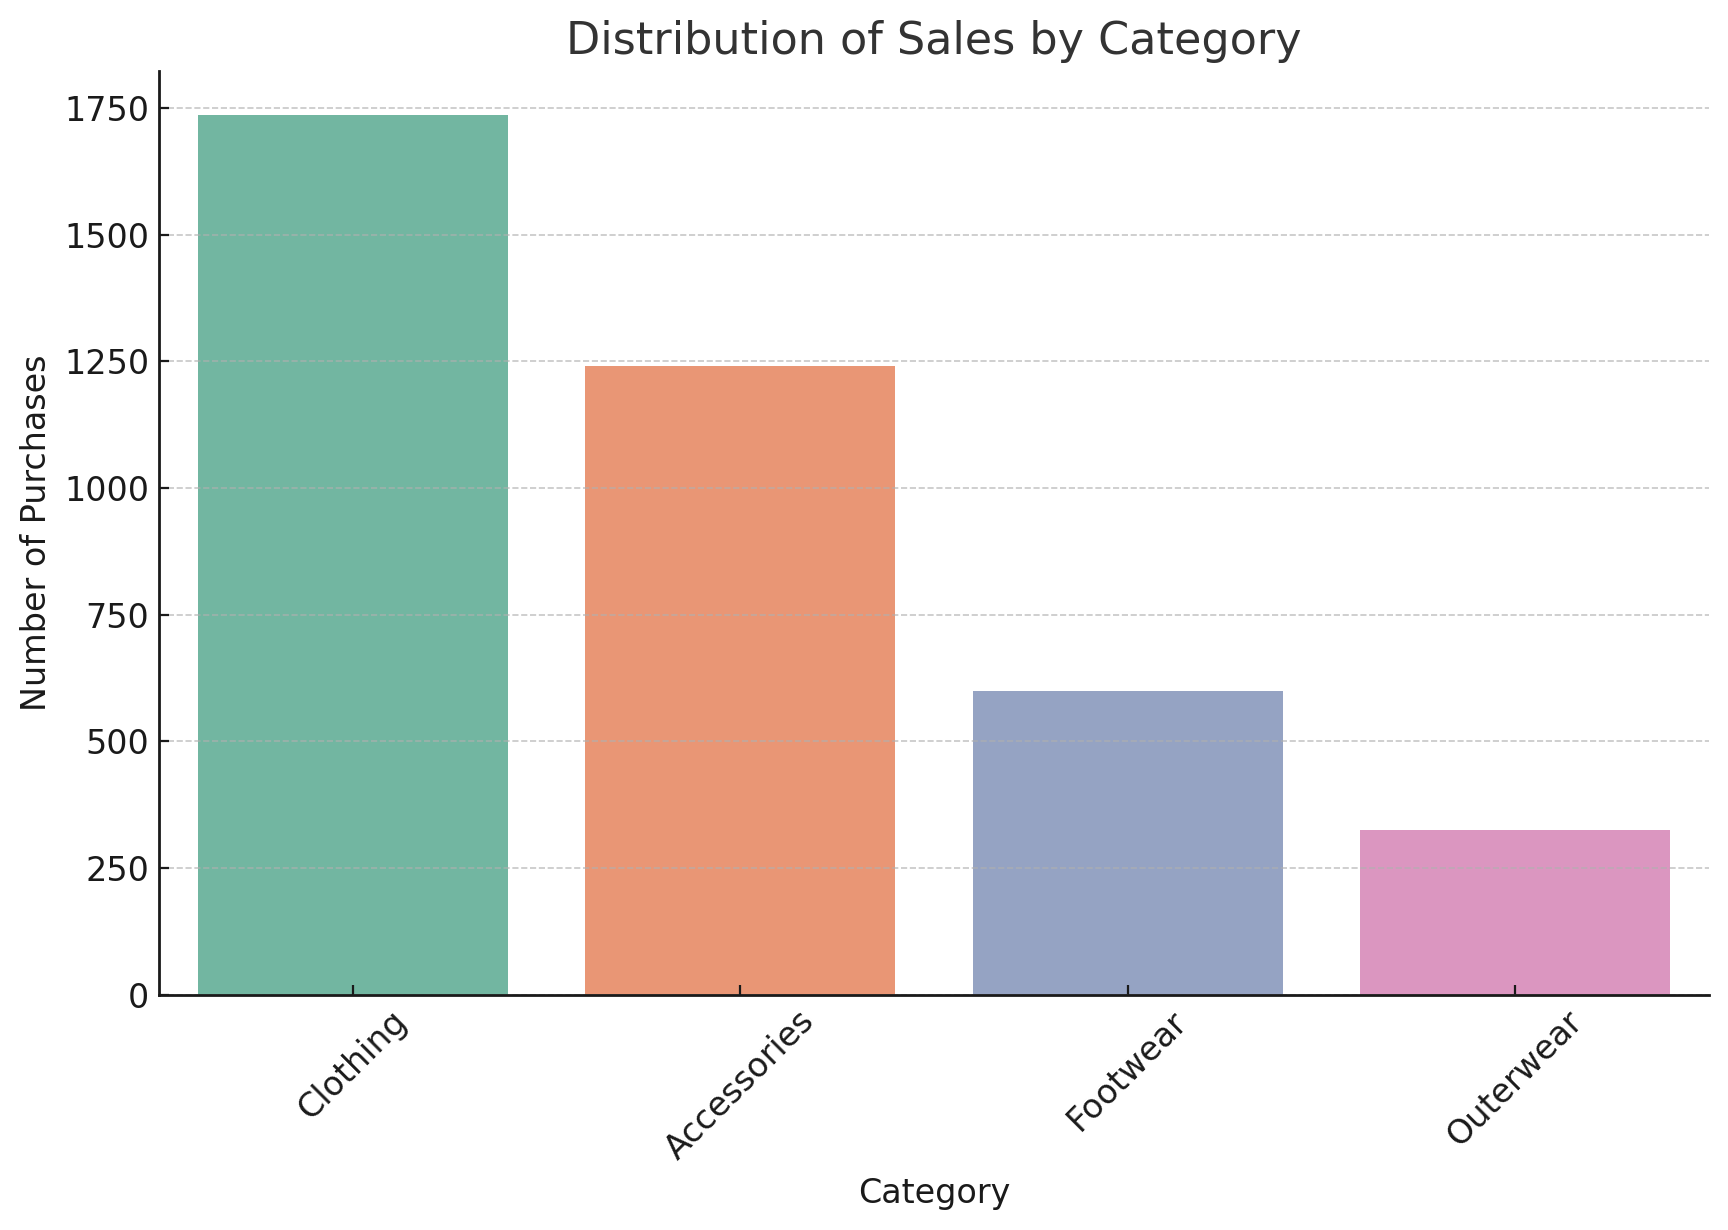 Distribution of Sales by Category
Number of Purchases
1750
1500
1250
1000
750
500
250
0
Clothing
Accessories
Footwear
Outerwear
Category